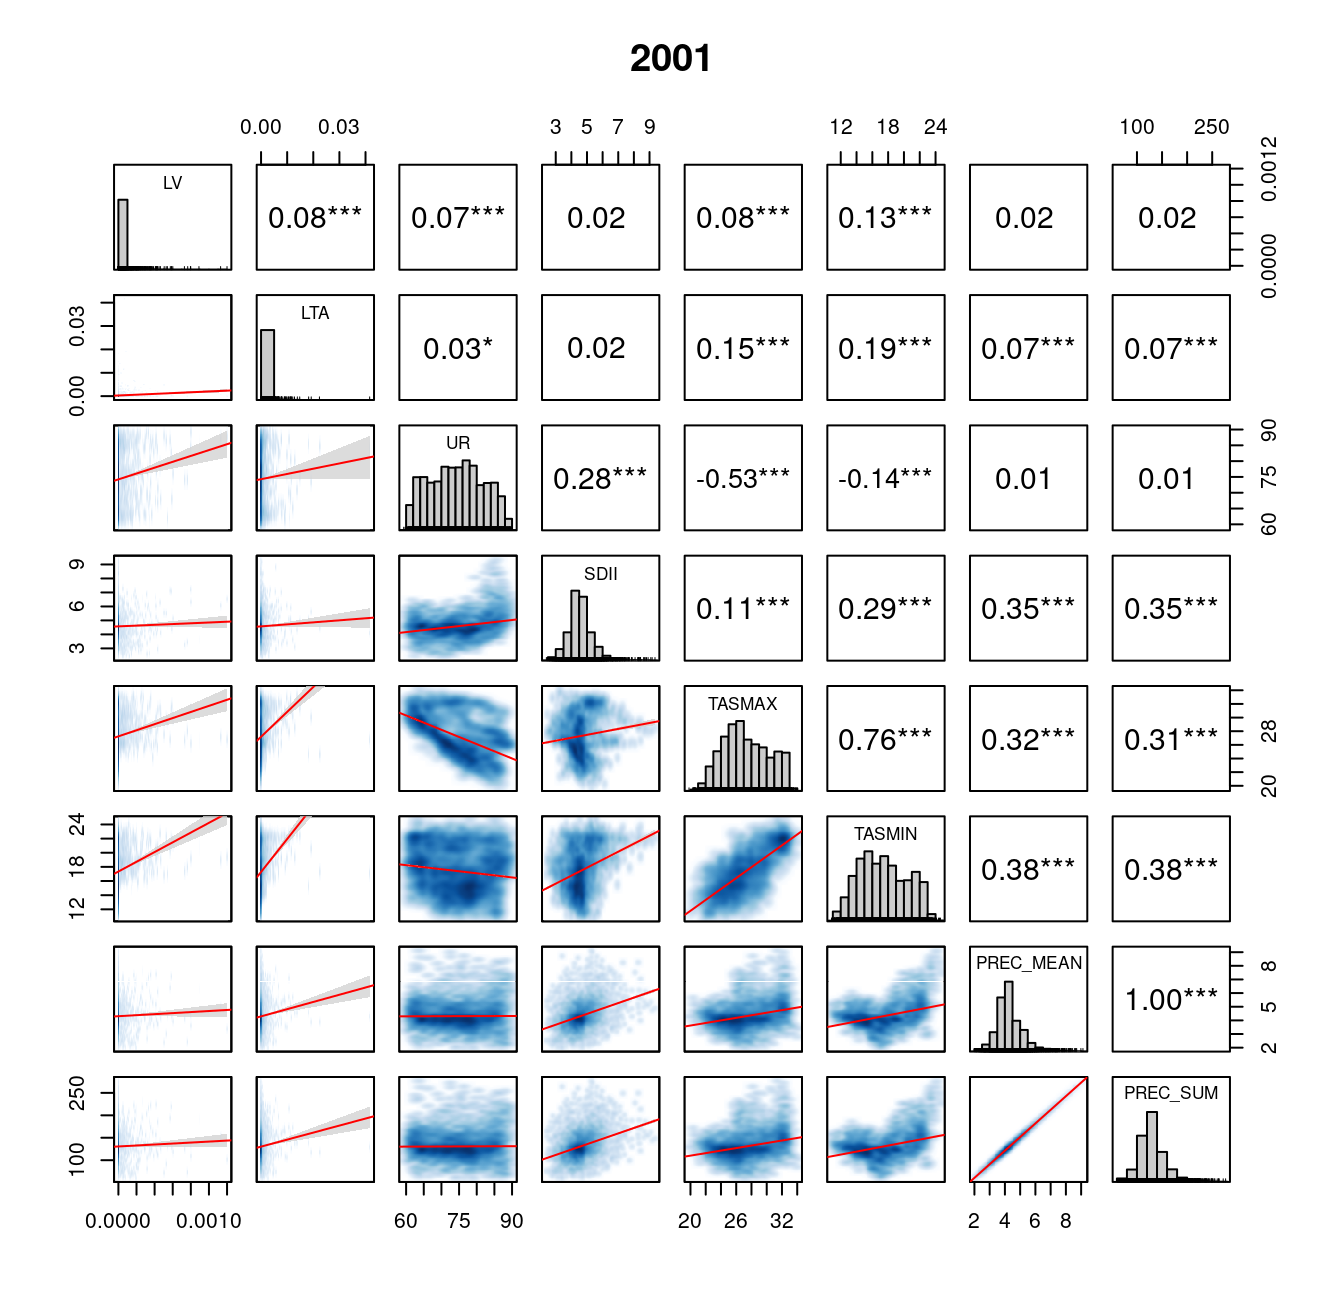 2001
0.00 0.03 3 5 7 9 12 18 24 100 250
LV 0.08*** 0.07*** 0.02 0.08*** 0.13*** 0.02 0.02 0.0000 0.0012
0.00 0.03 LTA 0.03* 0.02 0.15*** 0.19*** 0.07*** 0.07***
UR 0.28*** -0.53*** -0.14*** 0.01 0.01 60 75 90
3 6 9 SDII 0.11*** 0.29*** 0.35*** 0.35***
TASMAX 0.76*** 0.32*** 0.31*** 20 28
12 18 24 TASMIN 0.38*** 0.38***
PREC_MEAN 1.00*** 2 5 8
100 250 PREC_SUM
0.0000 0.0010 60 75 90 20 26 32 2 4 6 8